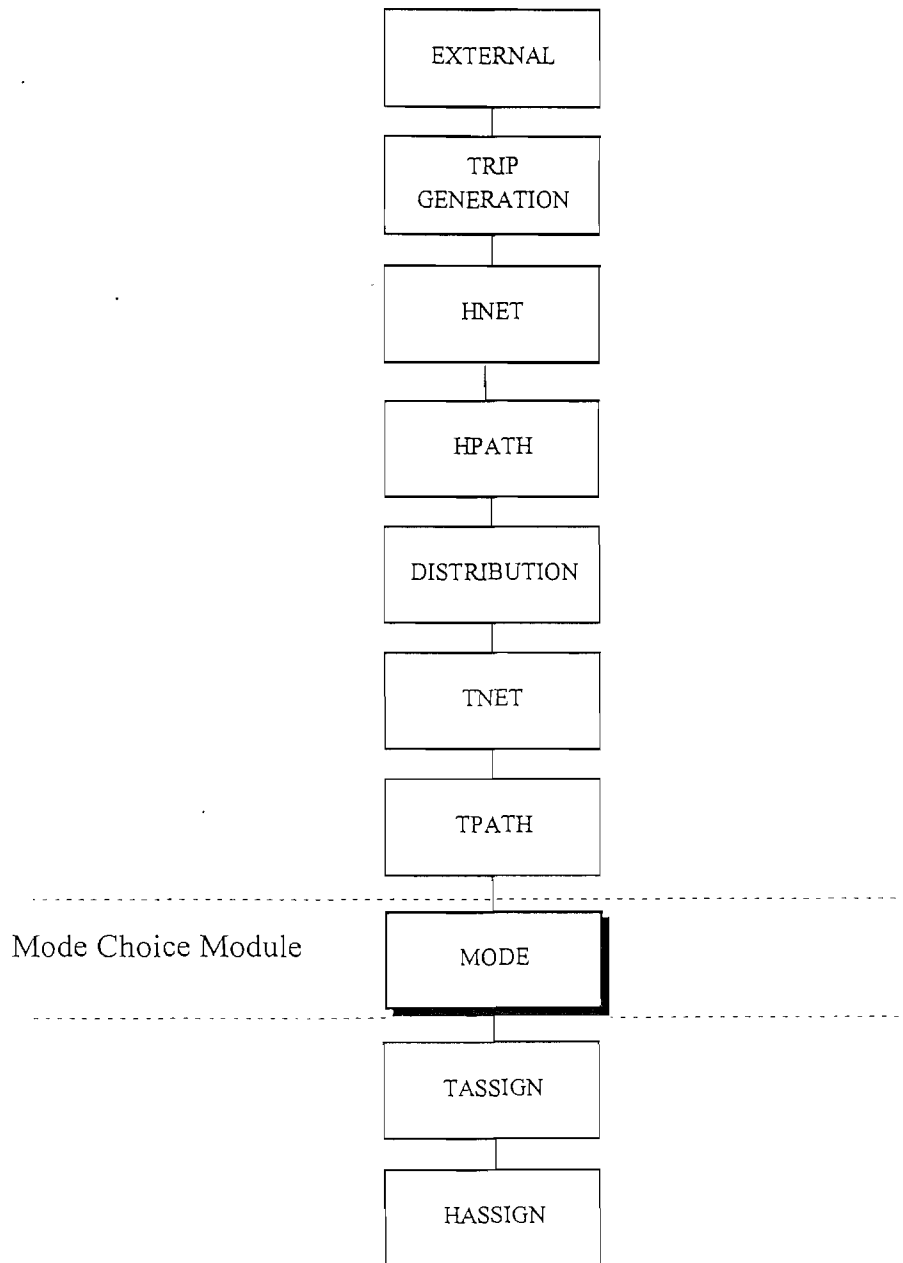 EXTERNAL
TRIP
GENERATION
HNET
HPATH
DISTRIBUTION
TNET
TPATH
Mode Choice Module
MODE
TASSIGN
HASSIGN